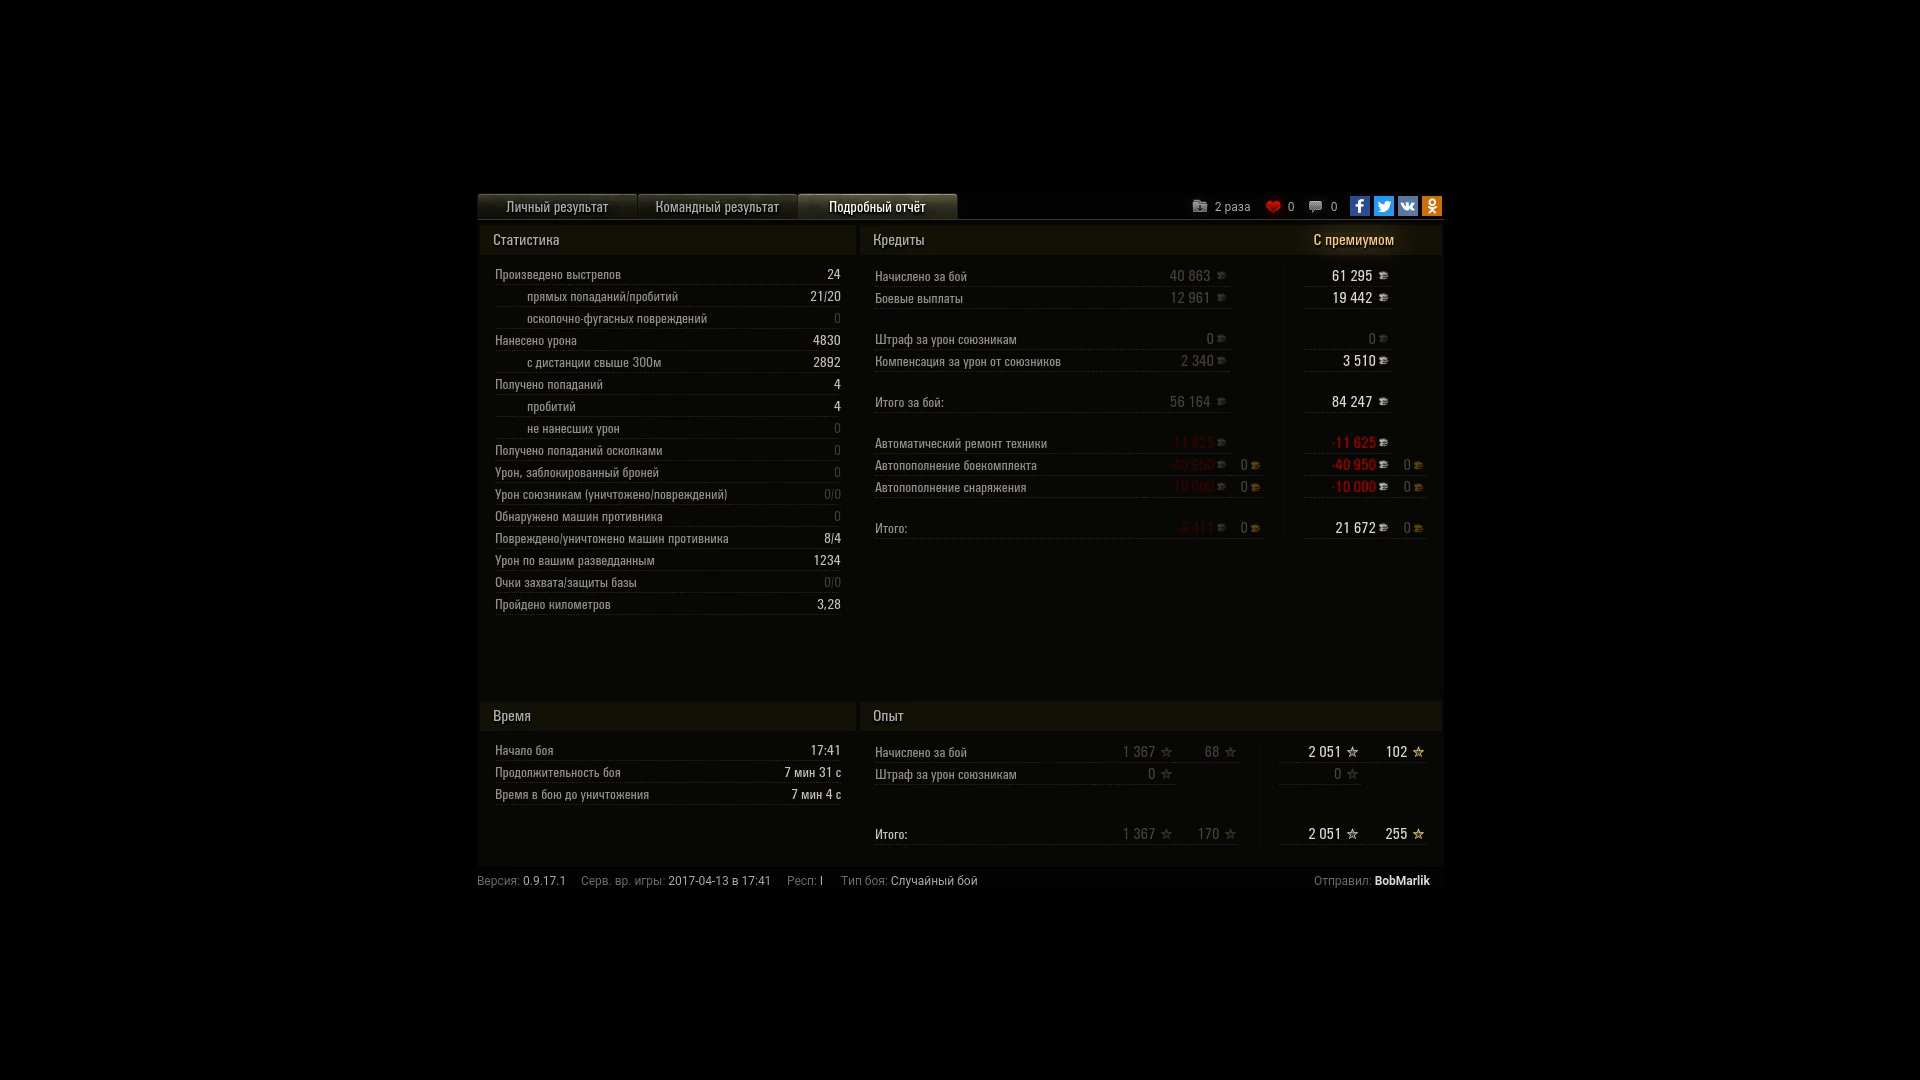 Личный результат Командный результат Подробный отчёт 2 раза 0 0
Статистика
Произведено выстрелов 24
прямых попаданий/пробитий 21/20
осколочно-фугасных повреждений 0
Нанесено урона 4830
с дистанции свыше 300м 2892
Получено попаданий 4
пробитий 4
не нанесших урон 0
Получено попаданий осколками 0
Урон, заблокированный броней 0
Урон союзникам (уничтожено/повреждений) 0/0
Обнаружено машин противника 0
Повреждено/уничтожено машин противника 8/4
Урон по вашим разведданным 1234
Очки захвата/защиты базы 0/0
Пройдено километров 3,28
Кредиты С премиумом
Начислено за бой 40 863 61 295
Боевые выплаты 12 961 19 442
Штраф за урон союзникам 0 0
Компенсация за урон от союзников 2 340 3 510
Итого за бой: 56 164 84 247
Автоматический ремонт техники -11 625 -11 625
Автопополнение боекомплекта -40 950 0 -40 950 0
Автопополнение снаряжения -10 000 0 -10 000 0
Итого: -6 411 0 21 672 0
Время
Начало боя 17:41
Продолжительность боя 7 мин 31 с
Время в бою до уничтожения 7 мин 4 с
Опыт
Начислено за бой 1 367 68 2 051 102
Штраф за урон союзникам 0 0
Итого: 1 367 170 2 051 255
Версия: 0.9.17.1 Серв. вр. игры: 2017-04-13 в 17:41 Респ: I Тип боя: Случайный бой Отправил: BobMarlik